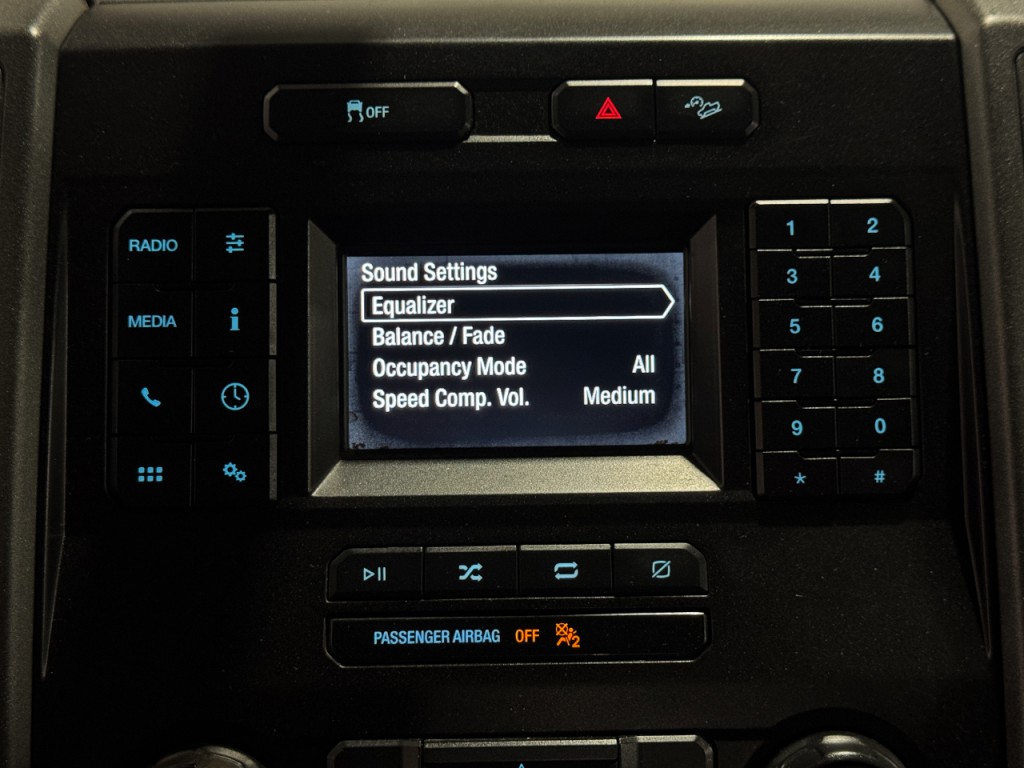 OFF
RADIO
MEDIA
Sound Settings
Equalizer
Balance / Fade
Occupancy Mode All
Speed Comp. Vol. Medium
1 2
3 4
5 6
7 8
9 0
* #
PASSENGER AIRBAG OFF 2